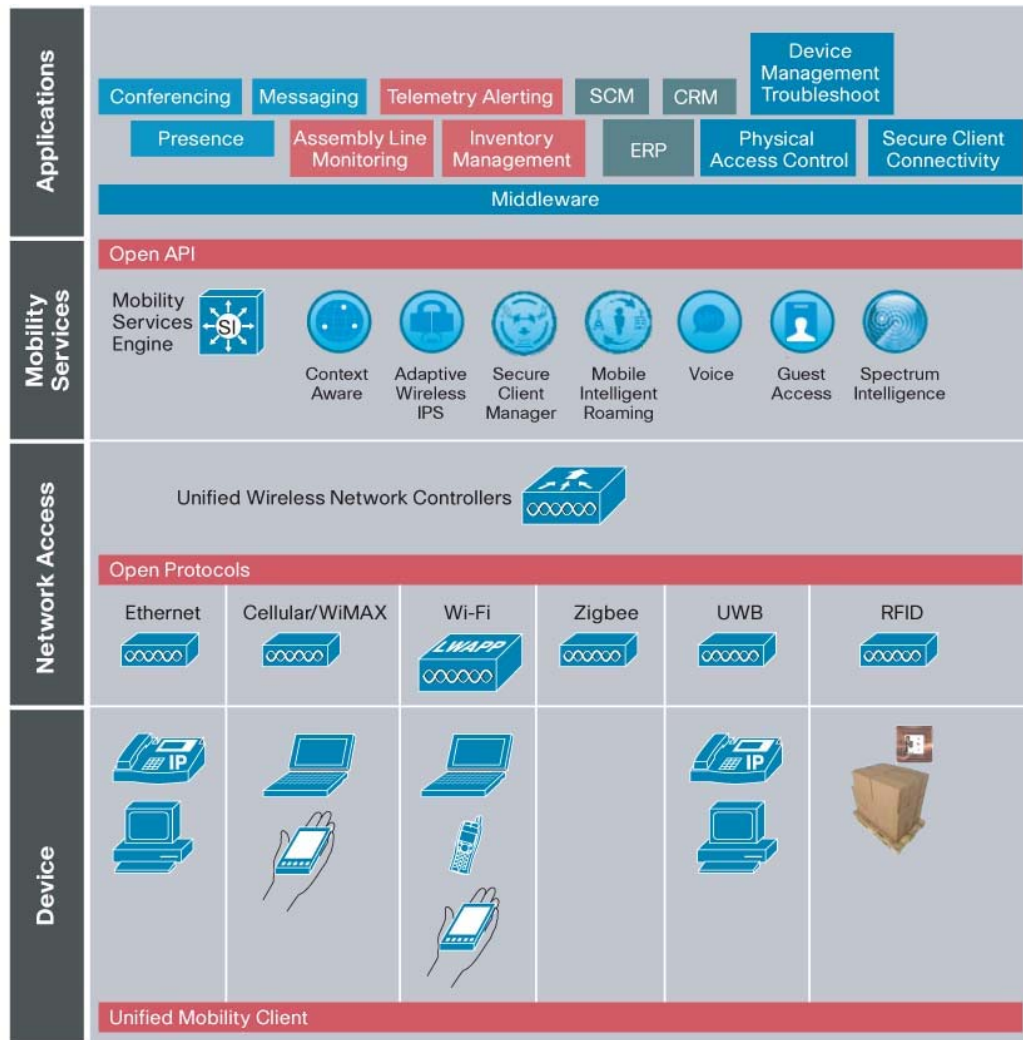 Applications
Device
Management
Troubleshoot
Conferencing
Messaging
Telemetry Alerting
SCM
CRM
Presence
Assembly Line
Monitoring
Inventory
Management
ERP
Physical
Access Control
Secure Client
Connectivity
Middleware
Mobility
Services
Open API
Mobility
Services
Engine
SI
Context
Aware
Adaptive
Wireless
IPS
Secure
Client
Manager
Mobile
Intelligent
Roaming
Voice
Guest
Access
Spectrum
Intelligence
Network Access
Unified Wireless Network Controllers
Open Protocols
Ethernet
Cellular/WiMAX
Wi-Fi
Zigbee
UWB
RFID
LWAPP
Device
IP
IP
Unified Mobility Client